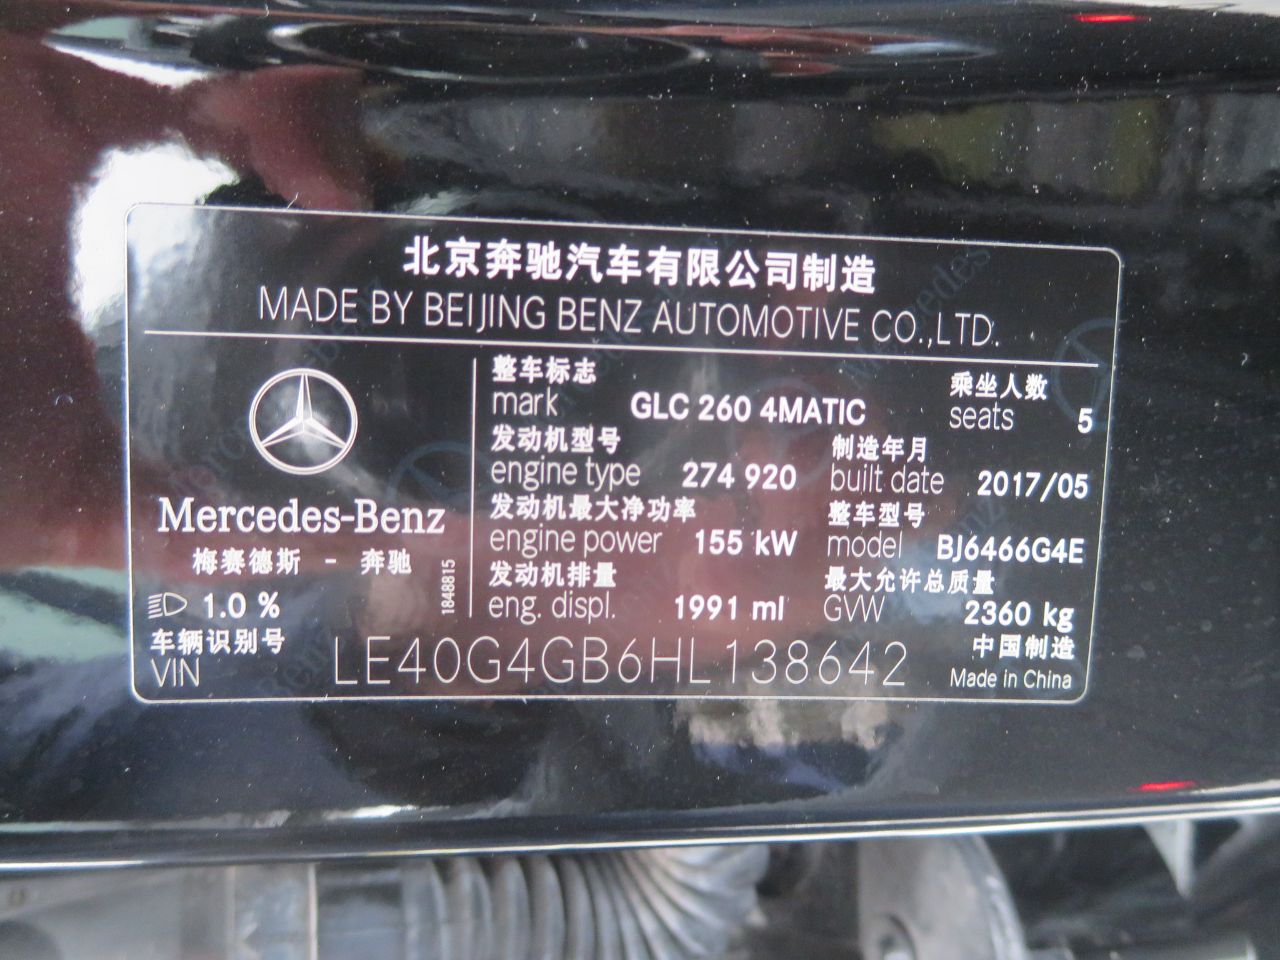 北京奔驰汽车有限公司制造
MADE BY BEIJING BENZ AUTOMOTIVE CO.,LTD.
整车标志
mark GLC 260 4MATIC
乘坐人数
seats 5
发动机型号
engine type 274 920
制造年月
built date 2017/05
发动机最大净功率
engine power 155 kW
整车型号
model BJ6466G4E
发动机排量
eng. displ. 1991 ml
最大允许总质量
GVW 2360 kg
Mercedes-Benz
梅赛德斯 - 奔驰
1.0 %
1848815
车辆识别号
VIN LE40G4GB6HL138642
中国制造
Made in China